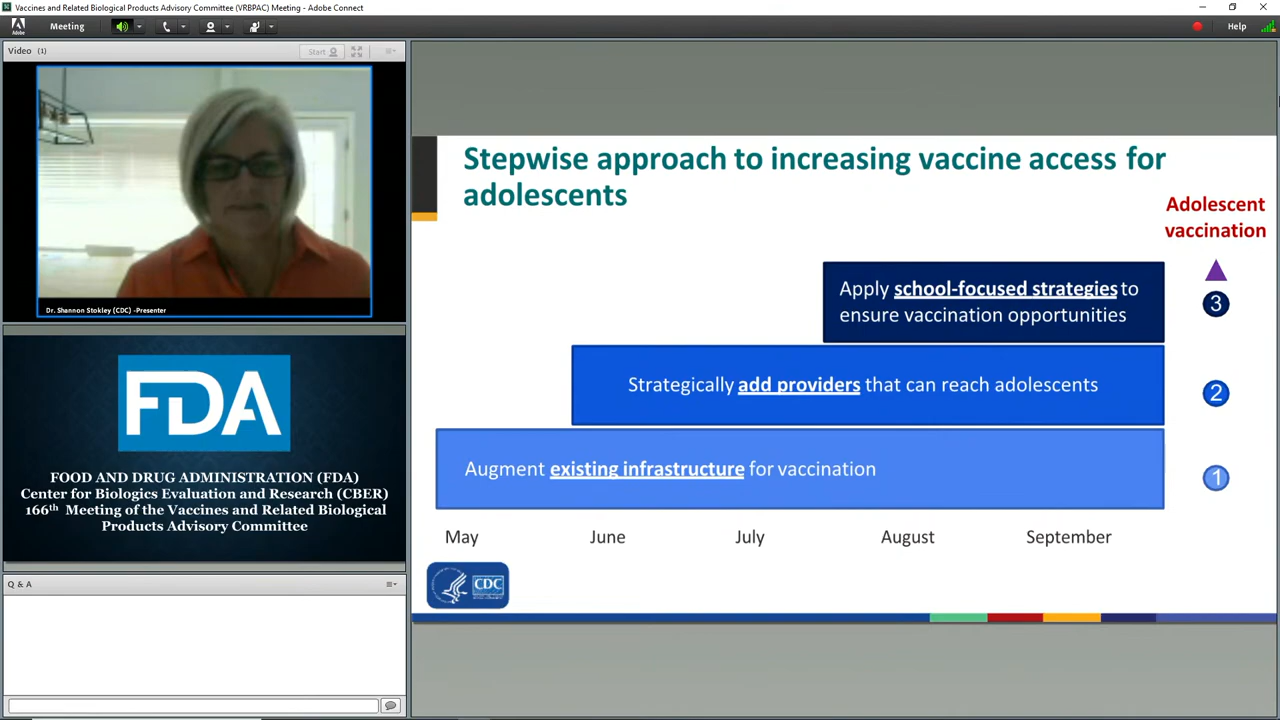 Vaccines and Related Biological Products Advisory Committee (VRBPAC) Meeting - Adobe Connect
Adobe
Meeting
Help
Video (1)
Start
Dr. Shannon Stokley (CDC) -Presenter
FDA
FOOD AND DRUG ADMINISTRATION (FDA)
Center for Biologics Evaluation and Research (CBER)
166th Meeting of the Vaccines and Related Biological
Products Advisory Committee
Q & A
Stepwise approach to increasing vaccine access for
adolescents
Adolescent
vaccination
Apply school-focused strategies to
ensure vaccination opportunities
3
Strategically add providers that can reach adolescents
2
Augment existing infrastructure for vaccination
1
May June July August September
CDC